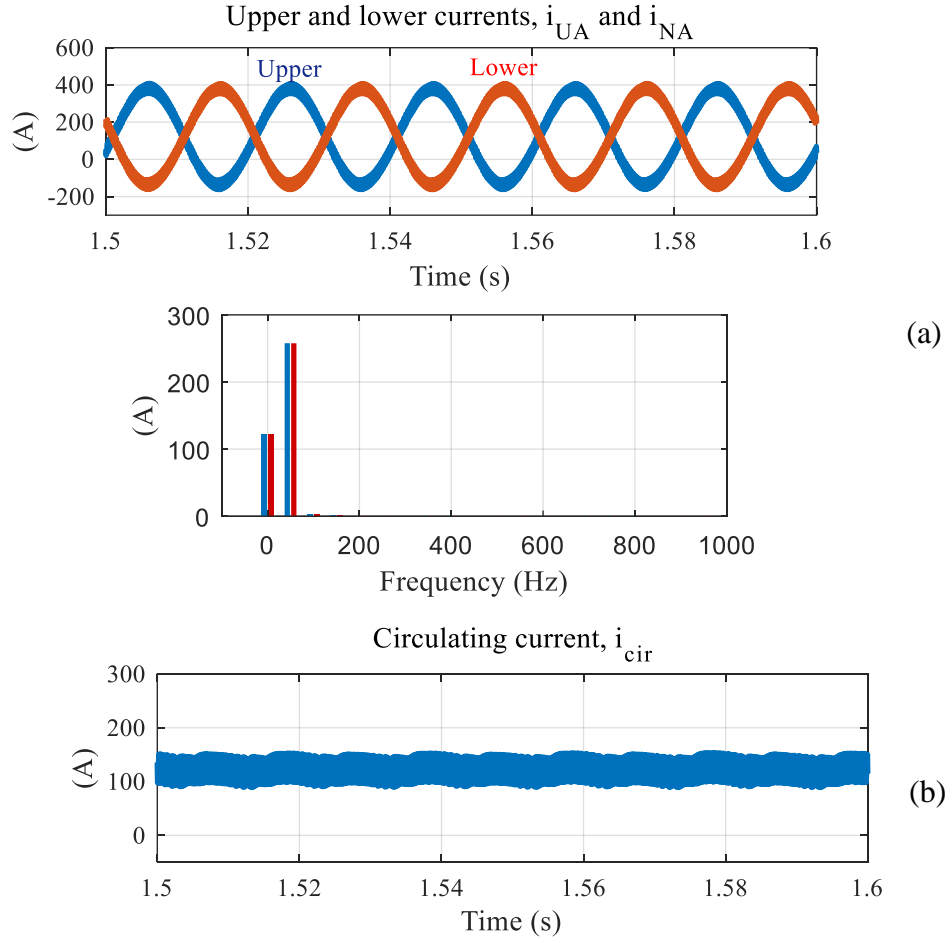 Upper and lower currents, i_UA and i_NA
600
400
200
0
-200
(A)
Upper
Lower
1.5 1.52 1.54 1.56 1.58 1.6
Time (s)
300
200
100
0
(A)
(a)
0 200 400 600 800 1000
Frequency (Hz)
Circulating current, i_cir
300
200
100
0
(A)
(b)
1.5 1.52 1.54 1.56 1.58 1.6
Time (s)